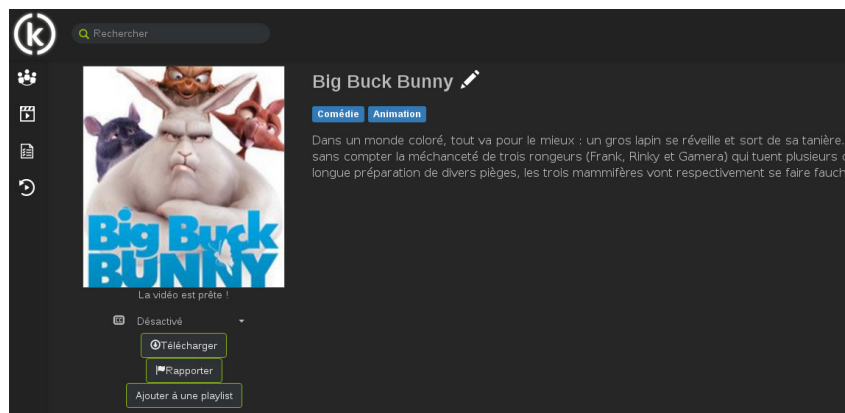 k
Rechercher
Big Buck Bunny
Comédie Animation
Dans un monde coloré, tout va pour le mieux : un gros lapin se réveille et sort de sa tanière.
sans compter la méchanceté de trois rongeurs (Frank, Rinky et Gamera) qui tuent plusieurs
longue préparation de divers pièges, les trois mammifères vont respectivement se faire fauch
Big Buck
BUNNY
La vidéo est prête !
CC Désactivé
Télécharger
Rapporter
Ajouter à une playlist